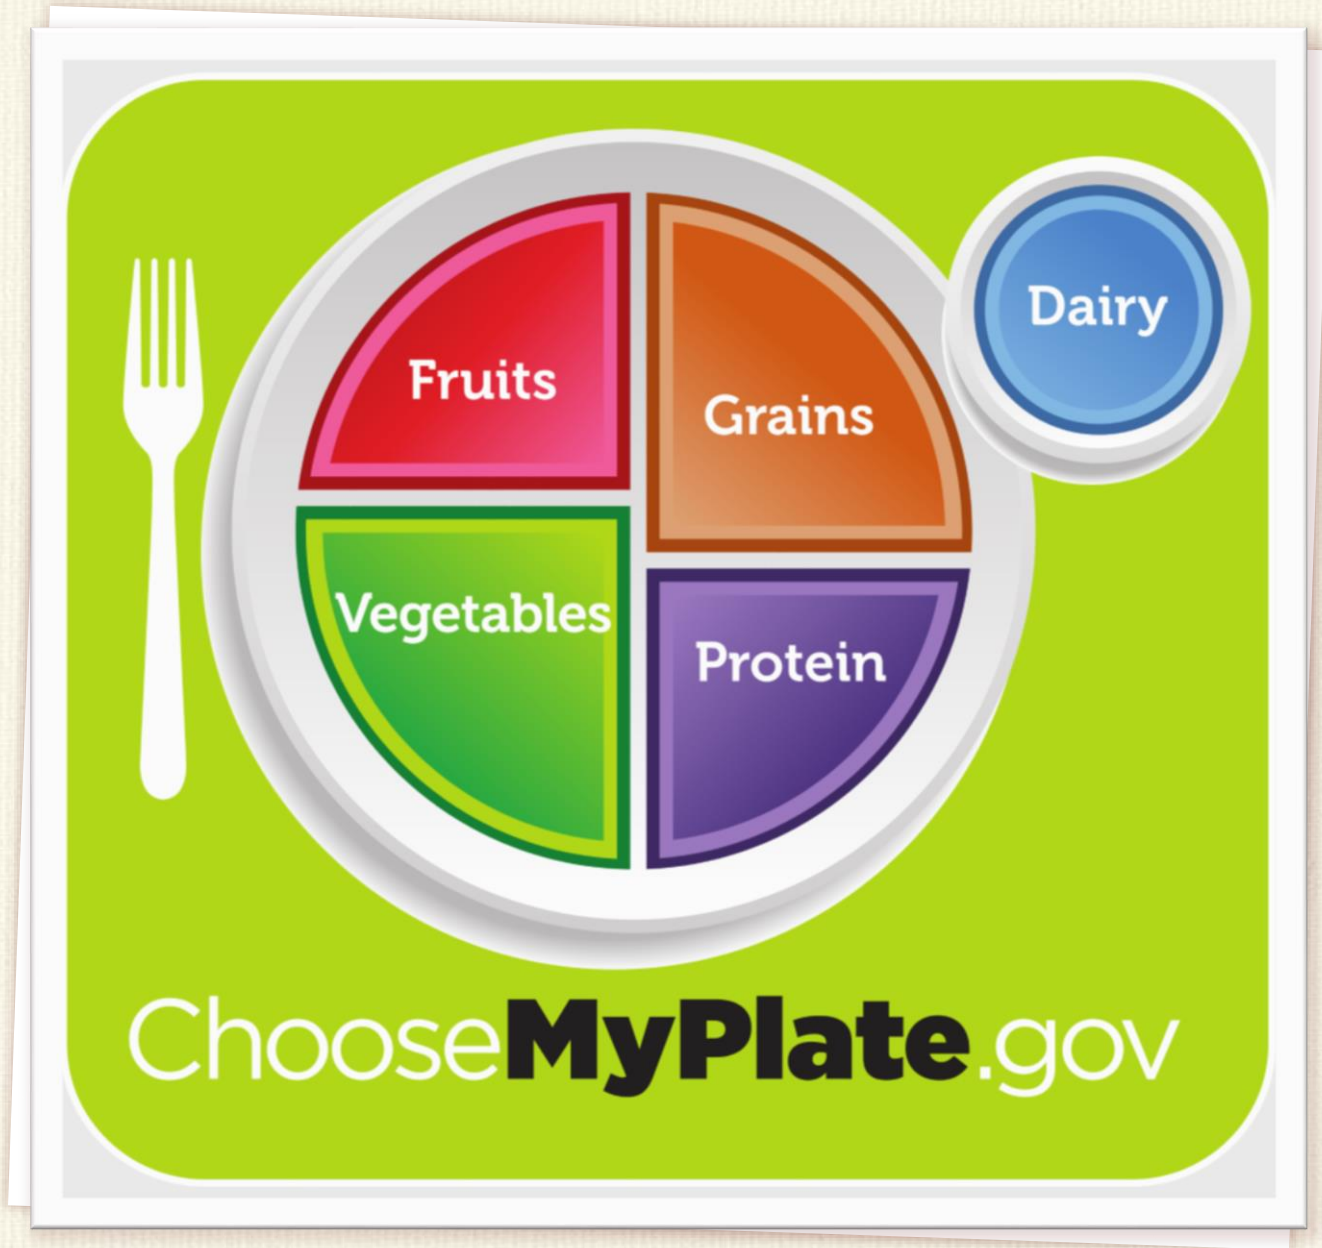 Fruits
Grains
Dairy
Vegetables
Protein
ChooseMyPlate.gov